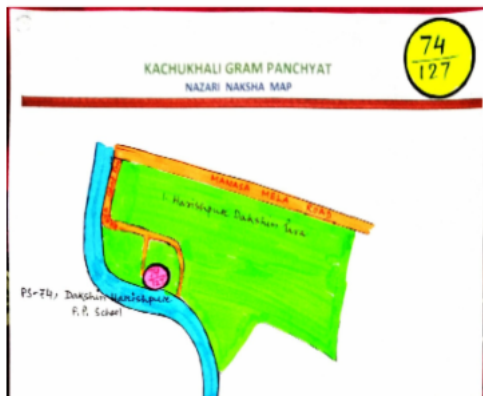 74
127
KACHUKHALI GRAM PANCHYAT
NAZARI NAKSHA MAP
MANASA MELA ROAD
1. Harishpur Dakshin Para
PS-74, Dakshin Harishpur
F.P. School